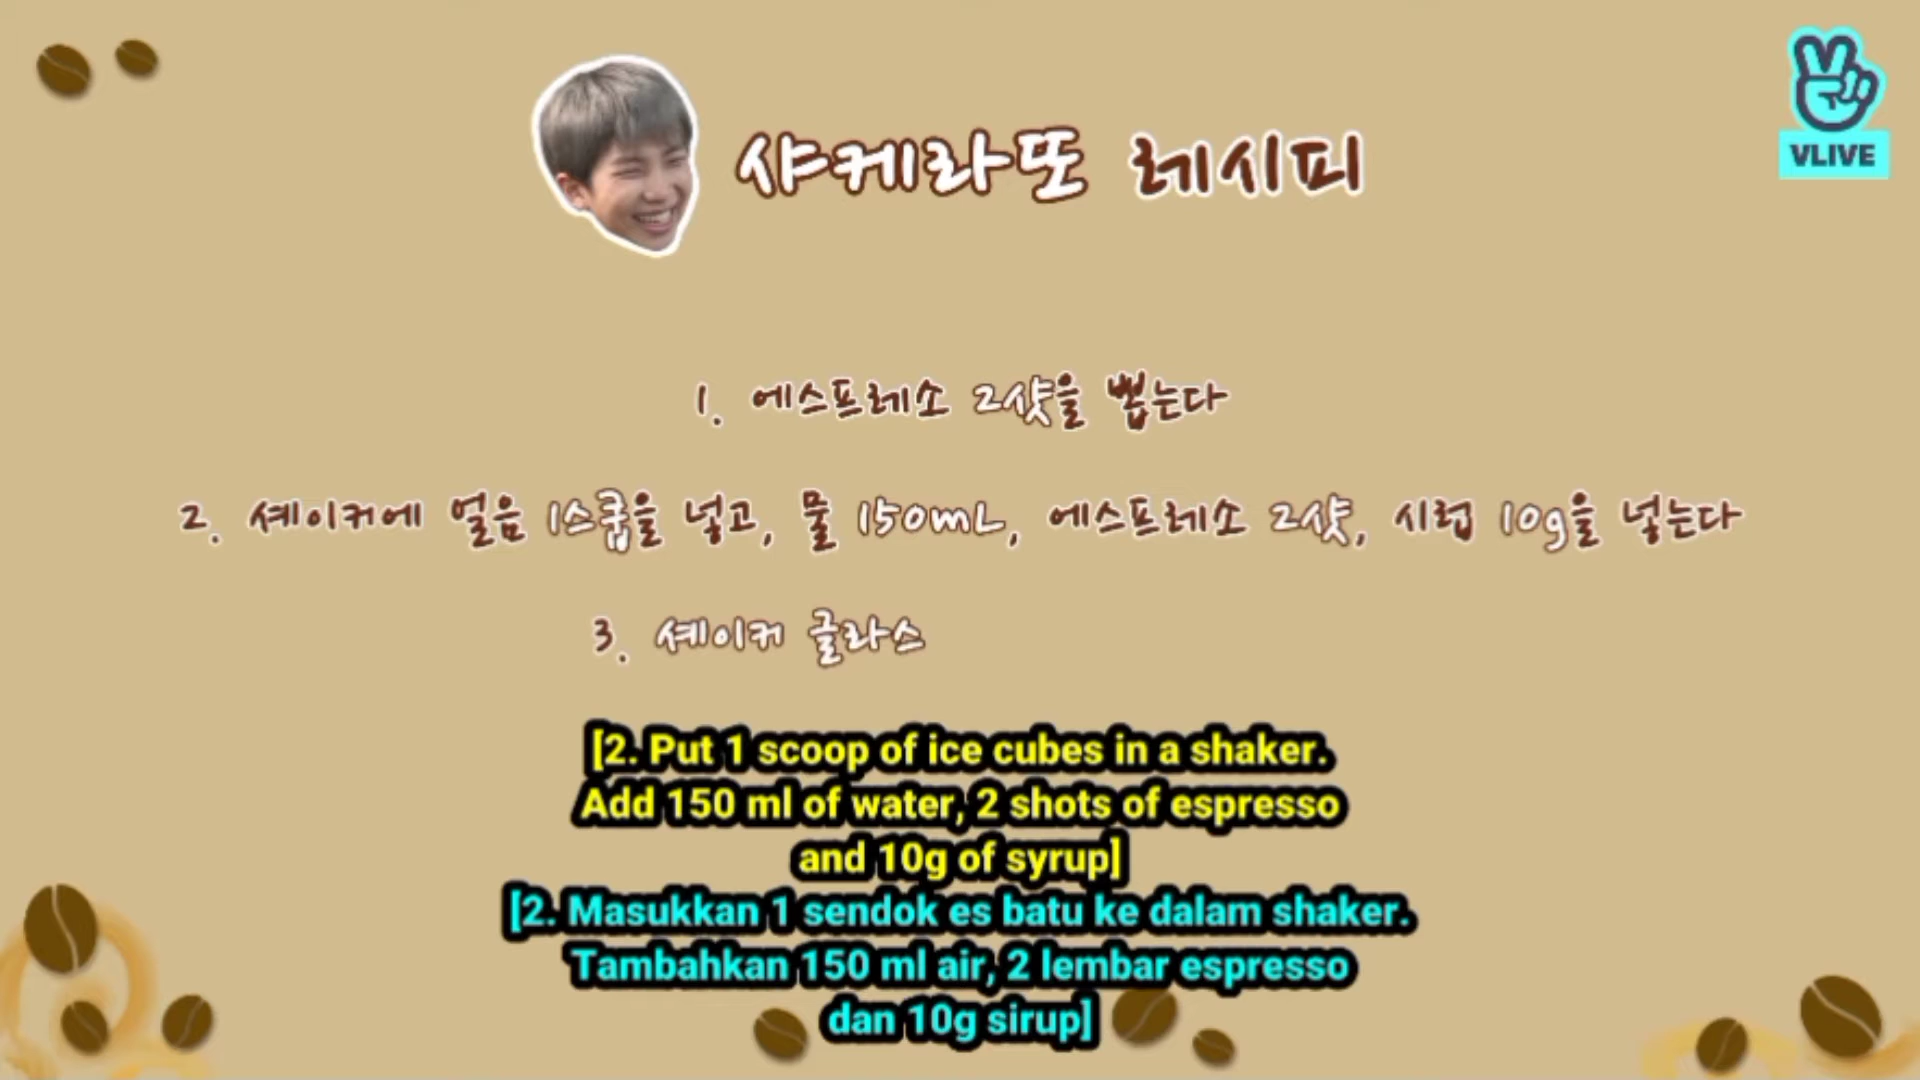 VLIVE
샤케라또 레시피
1. 에스프레소 2샷을 뽑는다
2. 셰이커에 얼음 1스쿱을 넣고, 물 150mL, 에스프레소 2샷, 시럽 10g을 넣는다
3. 셰이커 글라스
[2. Put 1 scoop of ice cubes in a shaker.
Add 150 ml of water, 2 shots of espresso
and 10g of syrup]
[2. Masukkan 1 sendok es batu ke dalam shaker.
Tambahkan 150 ml air, 2 lembar espresso
dan 10g sirup]